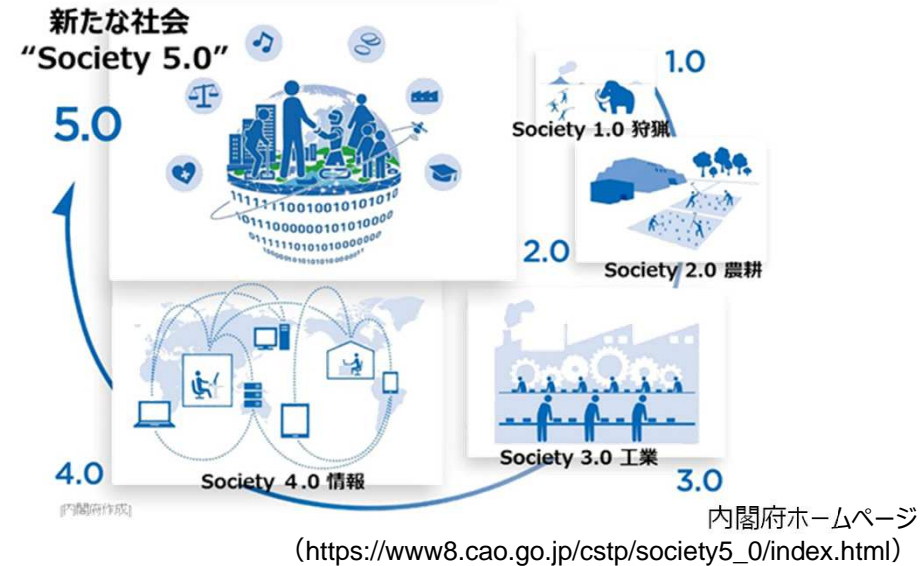 新たな社会
“Society 5.0”
5.0
1.0
Society 1.0 狩猟
2.0
Society 2.0 農耕
11111110010010101010
1011000000101010000
0111111010101000000
4.0
Society 4.0 情報
Society 3.0 工業
3.0
[内閣府作成]
内閣府ホームページ
（https://www8.cao.go.jp/cstp/society5_0/index.html）